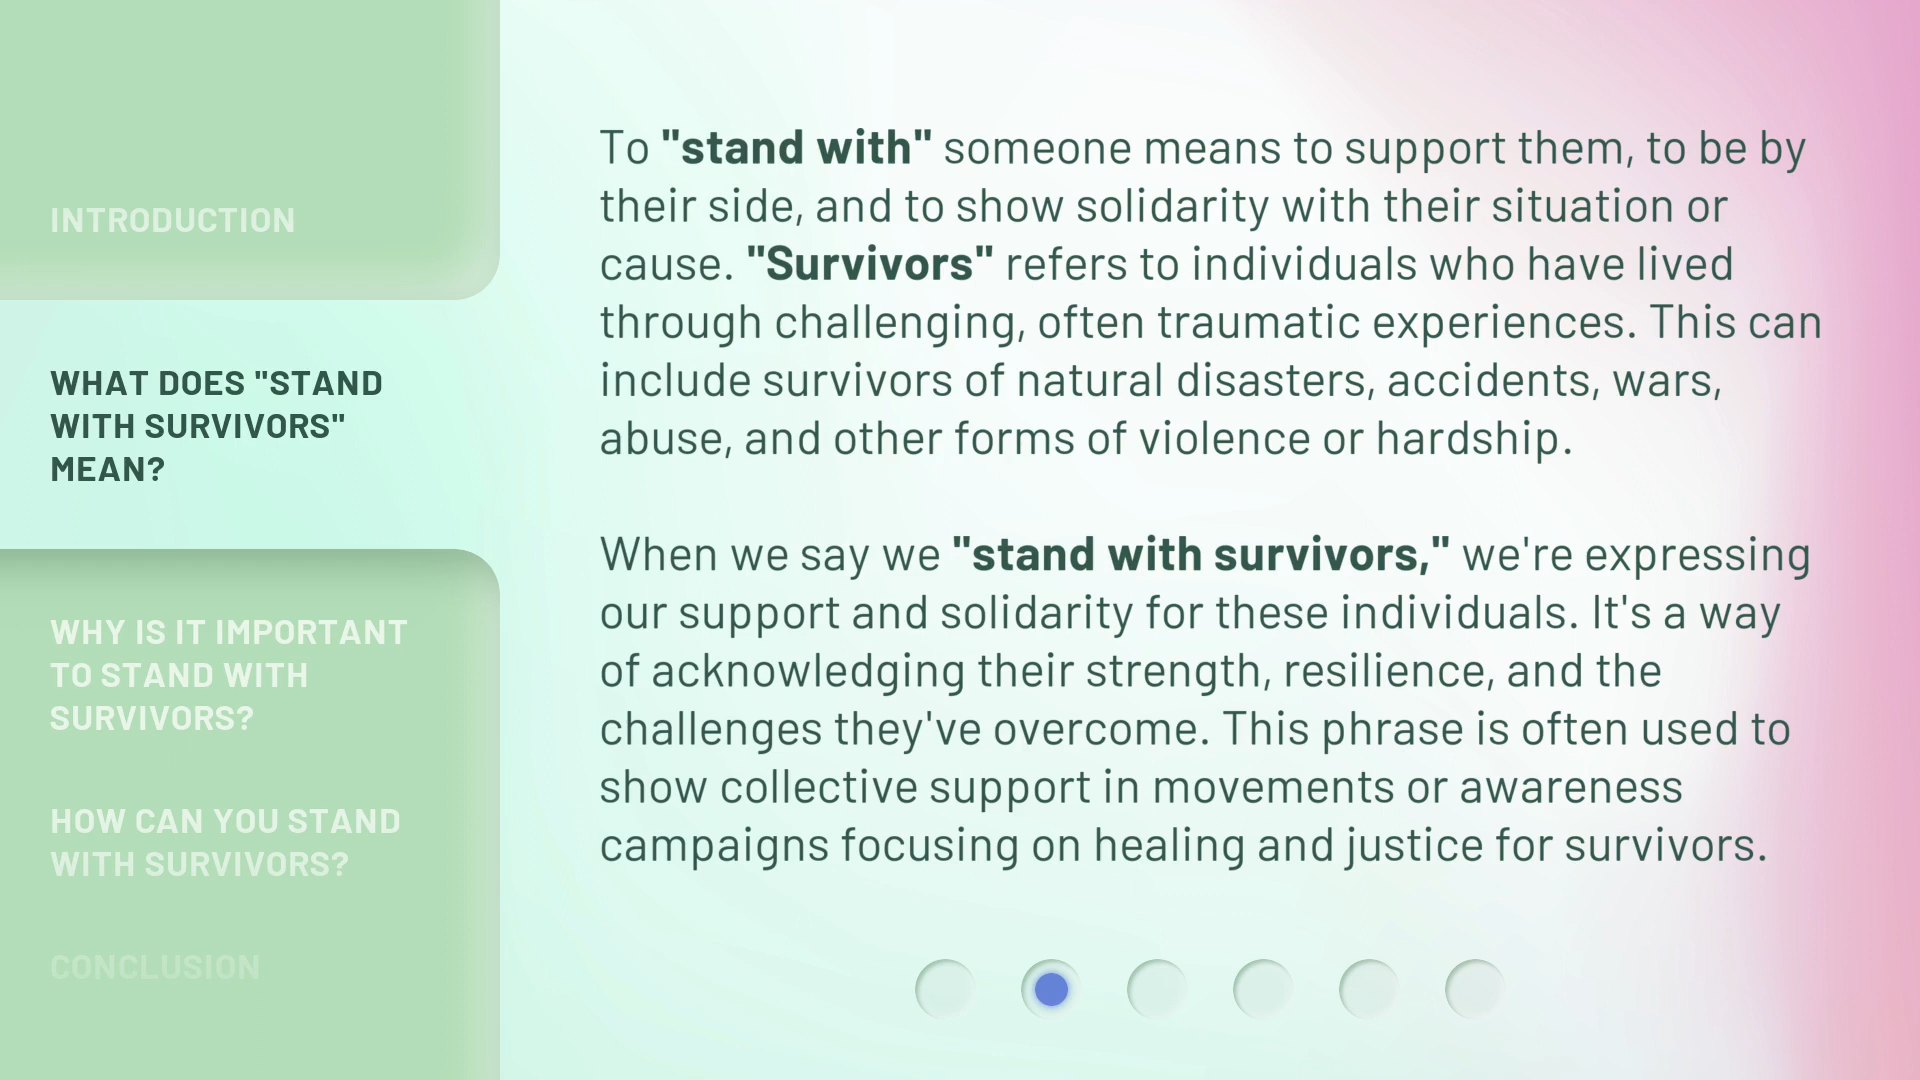 INTRODUCTION
WHAT DOES "STAND
WITH SURVIVORS"
MEAN?
WHY IS IT IMPORTANT
TO STAND WITH
SURVIVORS?
HOW CAN YOU STAND
WITH SURVIVORS?
CONCLUSION
To "stand with" someone means to support them, to be by
their side, and to show solidarity with their situation or
cause. "Survivors" refers to individuals who have lived
through challenging, often traumatic experiences. This can
include survivors of natural disasters, accidents, wars,
abuse, and other forms of violence or hardship.
When we say we "stand with survivors," we're expressing
our support and solidarity for these individuals. It's a way
of acknowledging their strength, resilience, and the
challenges they've overcome. This phrase is often used to
show collective support in movements or awareness
campaigns focusing on healing and justice for survivors.